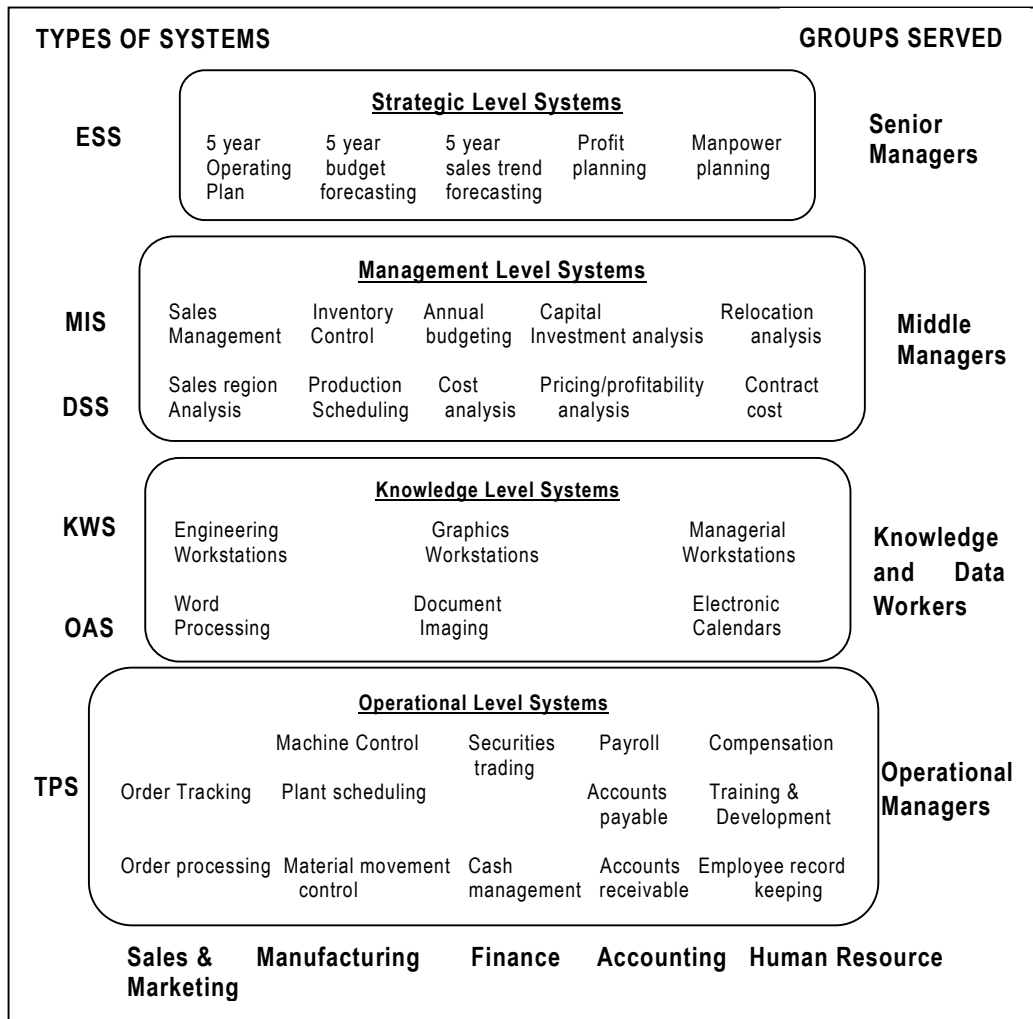 TYPES OF SYSTEMS GROUPS SERVED
Strategic Level Systems
ESS
Senior
Managers
5 year 5 year 5 year Profit Manpower
Operating budget sales trend planning planning
Plan forecasting forecasting
Management Level Systems
MIS
Middle
Managers
Sales Inventory Annual Capital Relocation
Management Control budgeting Investment analysis analysis
DSS
Sales region Production Cost Pricing/profitability Contract
Analysis Scheduling analysis analysis cost
Knowledge Level Systems
KWS
Knowledge
and Data
Workers
Engineering Graphics Managerial
Workstations Workstations Workstations
OAS
Word Document Electronic
Processing Imaging Calendars
Operational Level Systems
Machine Control Securities Payroll Compensation
trading
TPS
Operational
Managers
Order Tracking Plant scheduling Accounts Training &
payable Development
Order processing Material movement Cash Accounts Employee record
control management receivable keeping
Sales & Manufacturing Finance Accounting Human Resource
Marketing